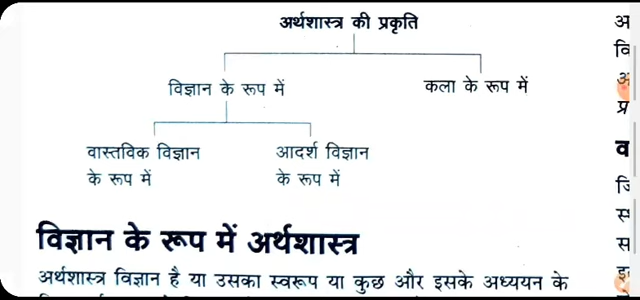 अर्थशास्त्र की प्रकृति
विज्ञान के रूप में
कला के रूप में
वास्तविक विज्ञान
के रूप में
आदर्श विज्ञान
के रूप में
विज्ञान के रूप में अर्थशास्त्र
अर्थशास्त्र विज्ञान है या उसका स्वरूप या कुछ और इसके अध्ययन के